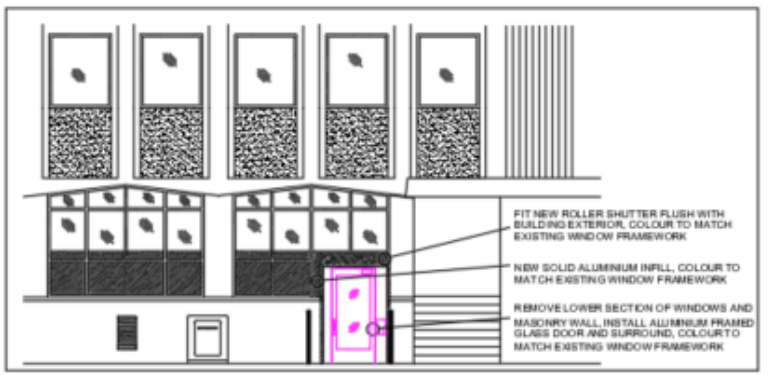 FIT NEW ROLLER SHUTTER FLUSH WITH
BUILDING EXTERIOR, COLOUR TO MATCH
EXISTING WINDOW FRAMEWORK
NEW SOLID ALUMINIUM INFILL, COLOUR TO
MATCH EXISTING WINDOW FRAMEWORK
REMOVE LOWER SECTION OF WINDOWS AND
MASONRY WALL, INSTALL ALUMINIUM FRAMED
GLASS DOOR AND SURROUND, COLOUR TO
MATCH EXISTING WINDOW FRAMEWORK